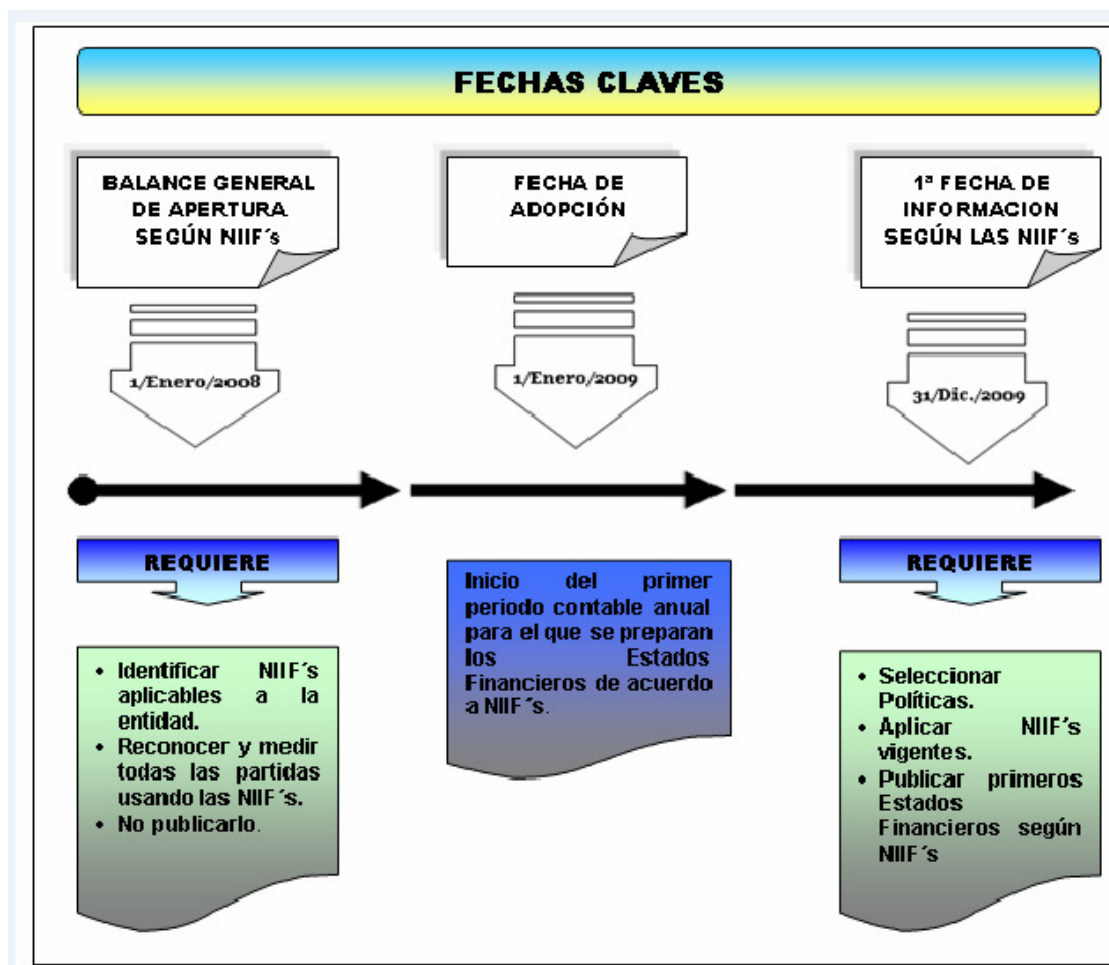 FECHAS CLAVES
BALANCE GENERAL
DE APERTURA
SEGÚN NIIF´s
1/Enero/2008
FECHA DE
ADOPCIÓN
1/Enero/2009
1ª FECHA DE
INFORMACION
SEGÚN LAS NIIF´s
31/Dic./2009
REQUIERE
• Identificar NIIF´s
aplicables a la
entidad.
• Reconocer y medir
todas las partidas
usando las NIIF´s.
• No publicarlo.
Inicio del primer
periodo contable anual
para el que se preparan
los Estados
Financieros de acuerdo
a NIIF´s.
REQUIERE
• Seleccionar
Políticas.
• Aplicar NIIF´s
vigentes.
• Publicar primeros
Estados
Financieros según
NIIF´s